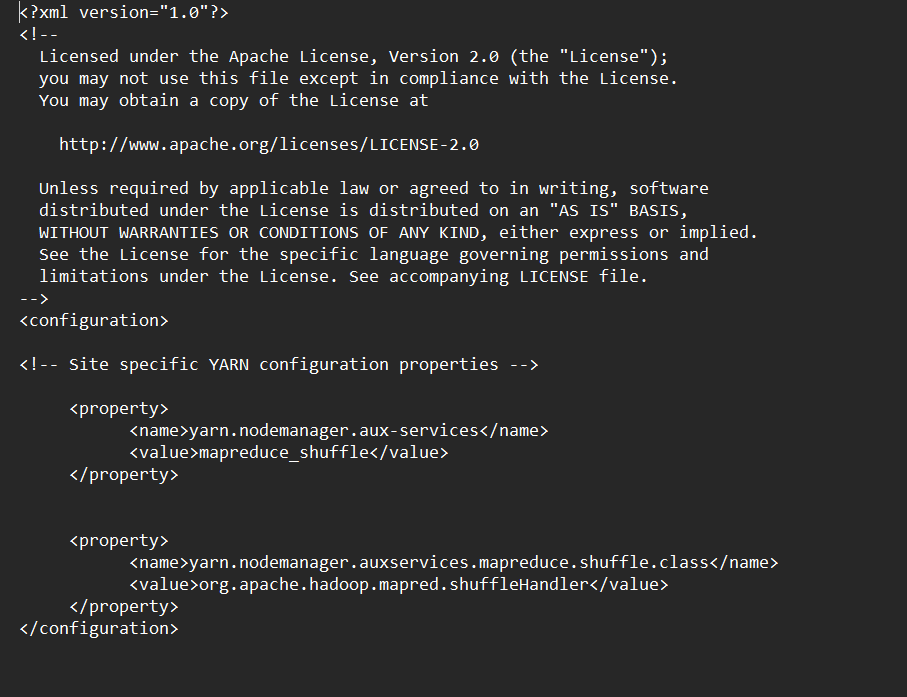 <?xml version="1.0"?>
<!--
  Licensed under the Apache License, Version 2.0 (the "License");
  you may not use this file except in compliance with the License.
  You may obtain a copy of the License at

    http://www.apache.org/licenses/LICENSE-2.0

  Unless required by applicable law or agreed to in writing, software
  distributed under the License is distributed on an "AS IS" BASIS,
  WITHOUT WARRANTIES OR CONDITIONS OF ANY KIND, either express or implied.
  See the License for the specific language governing permissions and
  limitations under the License. See accompanying LICENSE file.
-->
<configuration>

<!-- Site specific YARN configuration properties -->

     <property>
           <name>yarn.nodemanager.aux-services</name>
           <value>mapreduce_shuffle</value>
     </property>


     <property>
           <name>yarn.nodemanager.auxservices.mapreduce.shuffle.class</name>
           <value>org.apache.hadoop.mapred.shuffleHandler</value>
     </property>
</configuration>